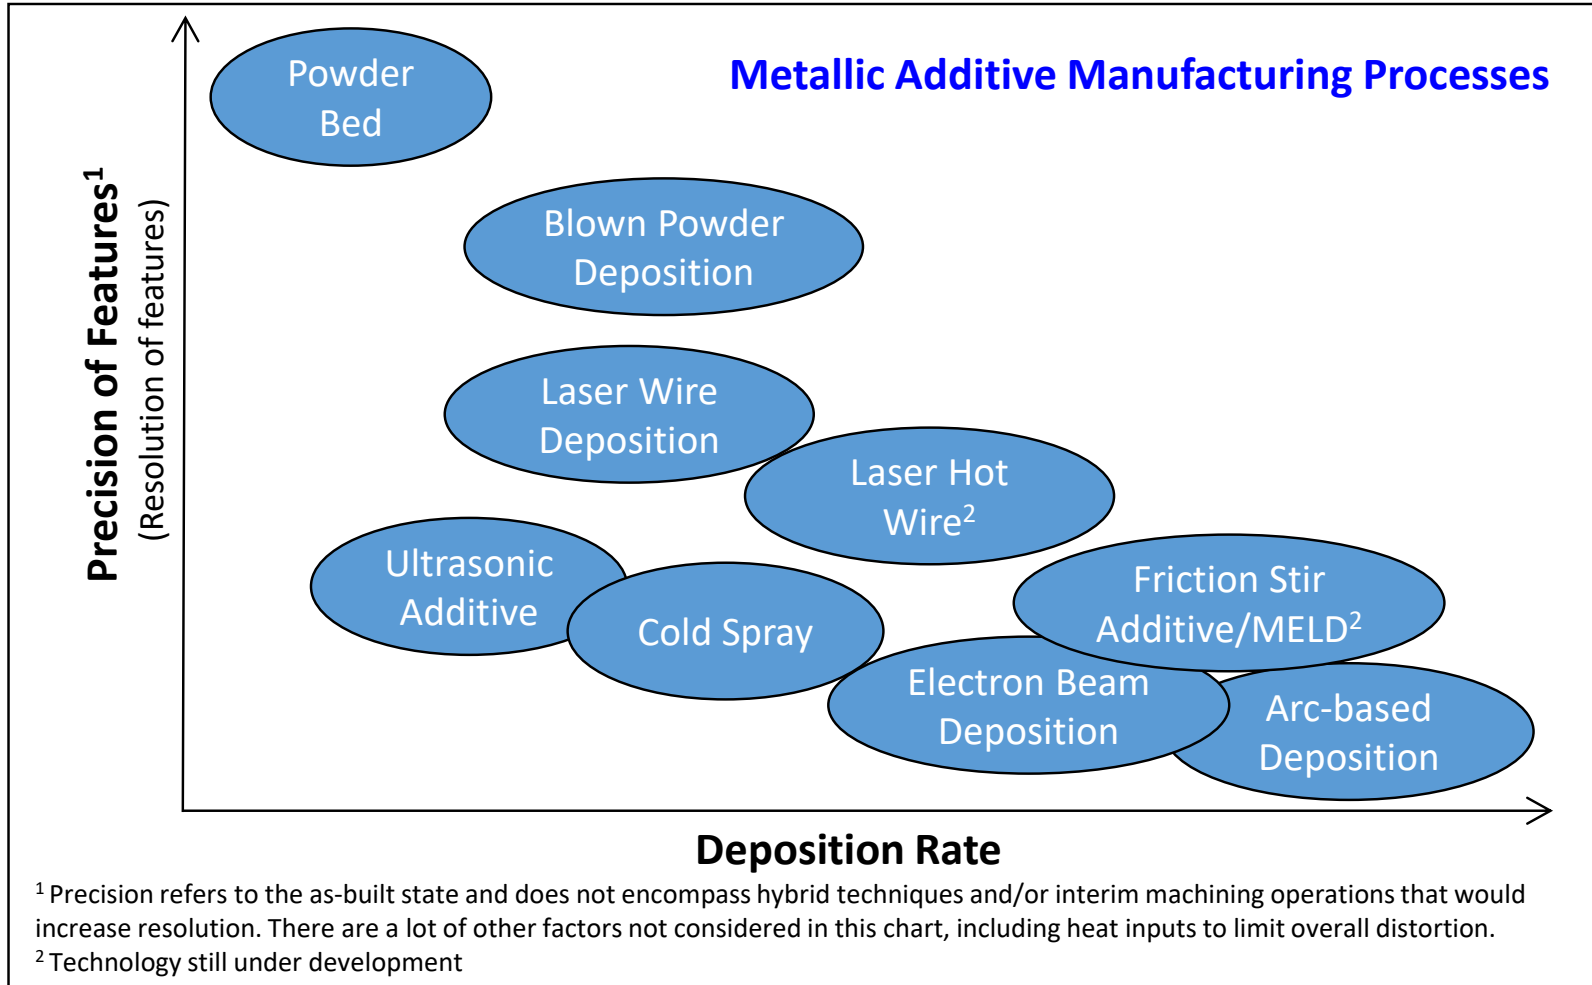 Metallic Additive Manufacturing Processes
Precision of Features¹
(Resolution of features)
Powder
Bed
Blown Powder
Deposition
Laser Wire
Deposition
Laser Hot
Wire²
Ultrasonic
Additive
Cold Spray
Friction Stir
Additive/MELD²
Electron Beam
Deposition
Arc-based
Deposition
Deposition Rate
¹ Precision refers to the as-built state and does not encompass hybrid techniques and/or interim machining operations that would
increase resolution. There are a lot of other factors not considered in this chart, including heat inputs to limit overall distortion.
² Technology still under development